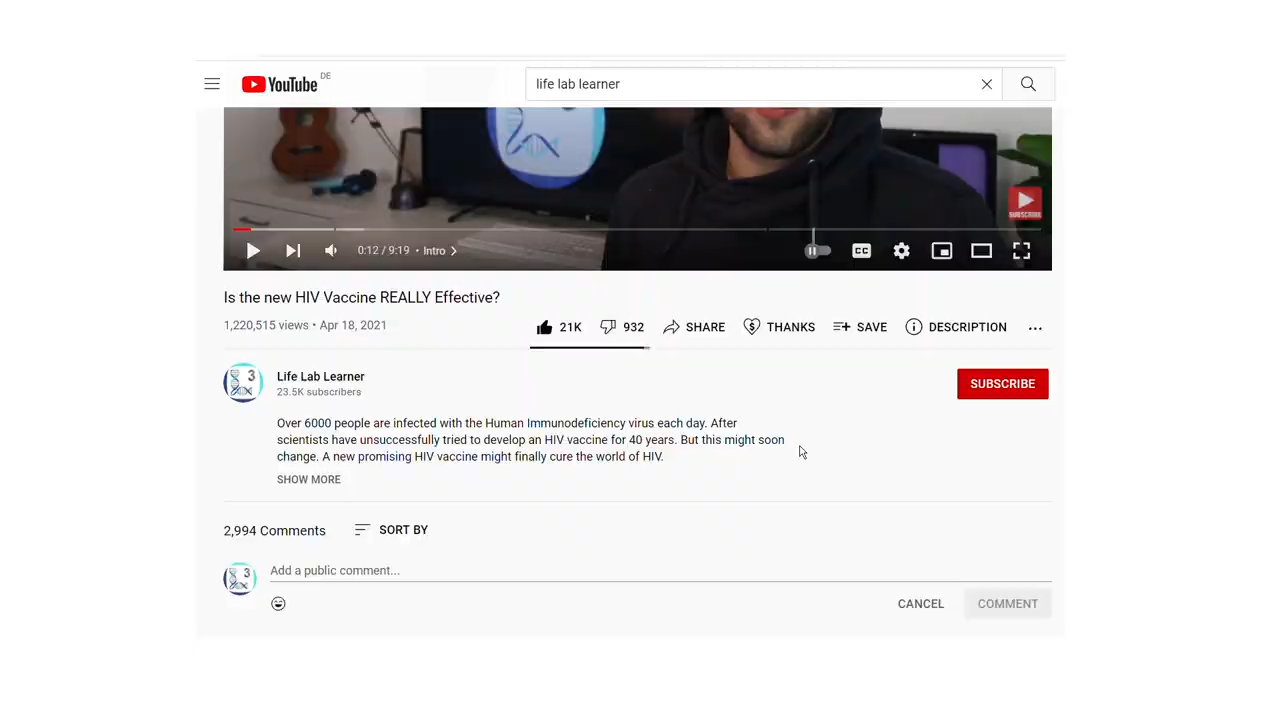 YouTube DE
life lab learner
SUBSCRIBE
0:12 / 9:19 • Intro
CC
Is the new HIV Vaccine REALLY Effective?
1,220,515 views • Apr 18, 2021
21K 932 SHARE THANKS SAVE DESCRIPTION
3
Life Lab Learner
23.5K subscribers
SUBSCRIBE
Over 6000 people are infected with the Human Immunodeficiency virus each day. After
scientists have unsuccessfully tried to develop an HIV vaccine for 40 years. But this might soon
change. A new promising HIV vaccine might finally cure the world of HIV.
SHOW MORE
2,994 Comments SORT BY
3
Add a public comment...
CANCEL COMMENT